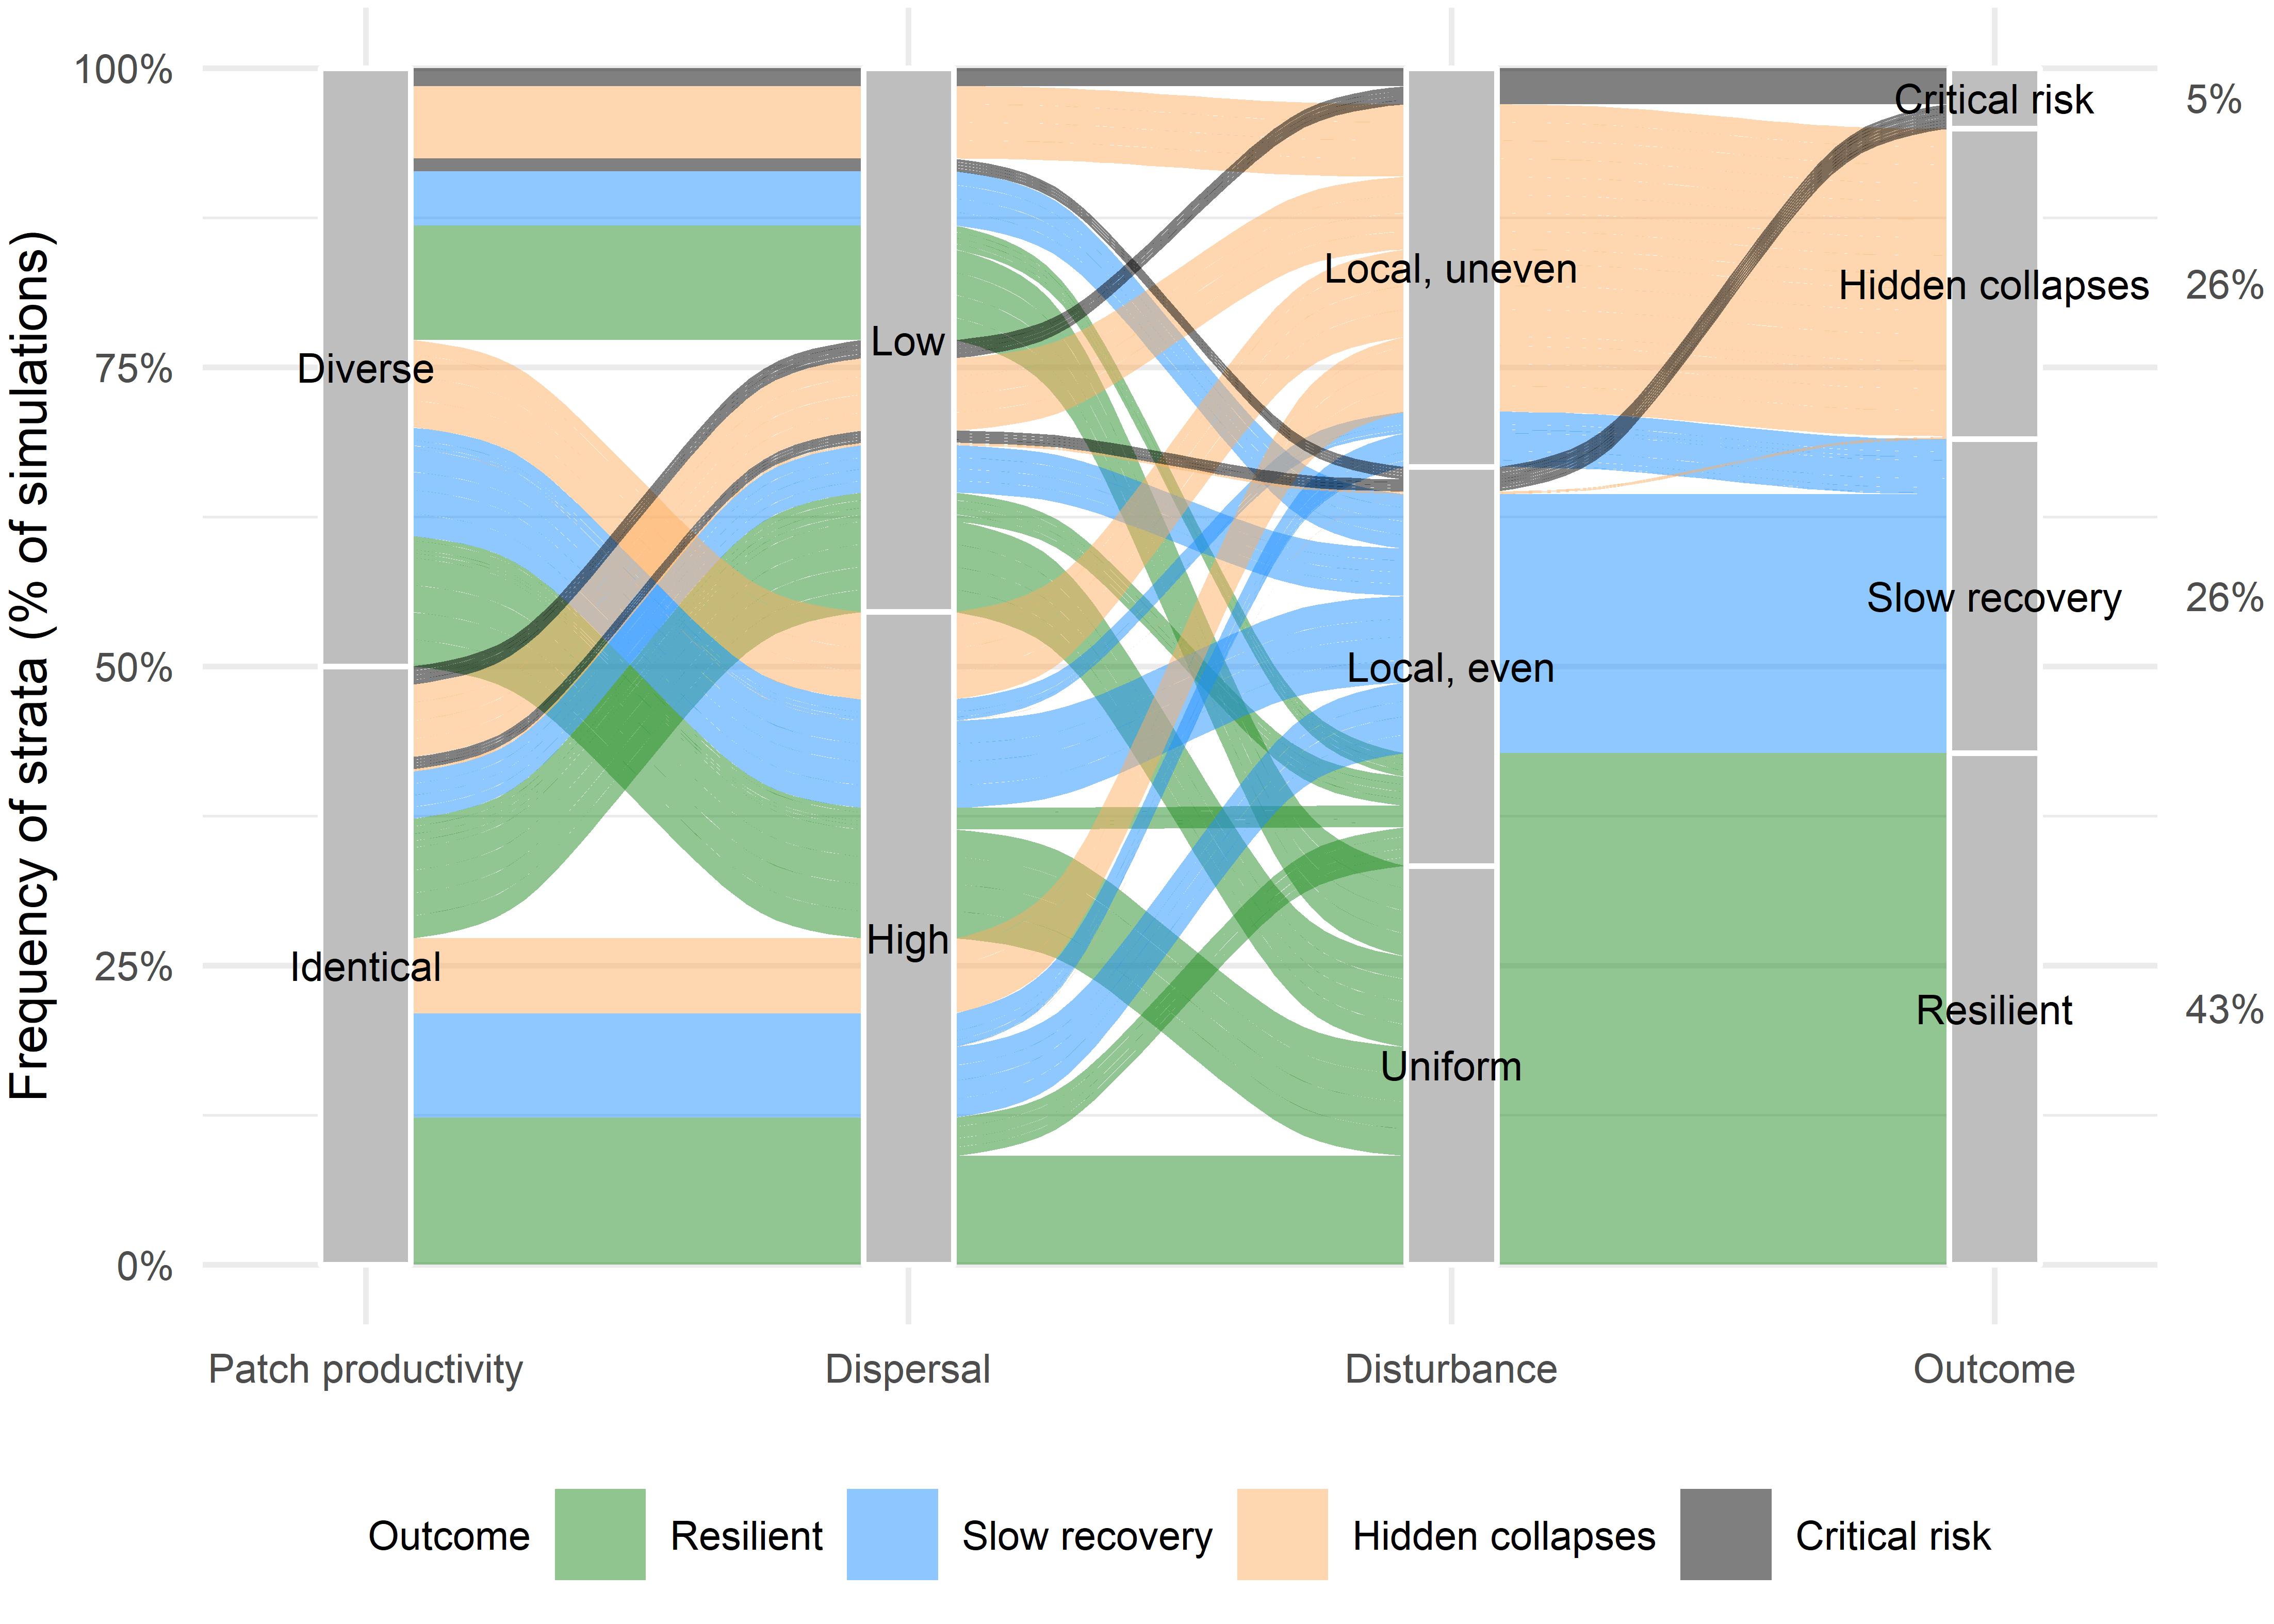 Frequency of strata (% of simulations)
100%
75%
50%
25%
0%
Diverse
Identical
Low
High
Local, uneven
Local, even
Uniform
Critical risk
Hidden collapses
Slow recovery
Resilient
5%
26%
26%
43%
Patch productivity
Dispersal
Disturbance
Outcome
Outcome Resilient Slow recovery Hidden collapses Critical risk